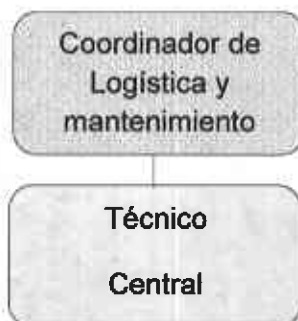 Coordinador de
Logística y
mantenimiento
Técnico
Central